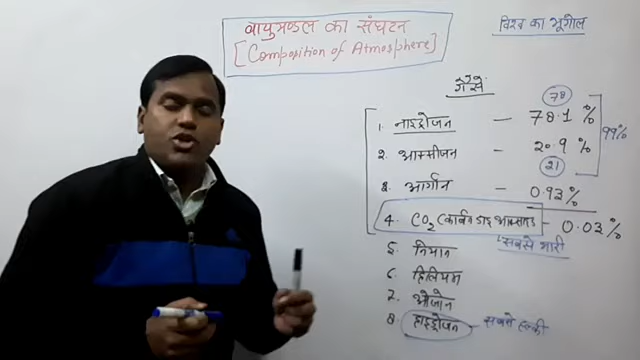 वायुमण्डल का संघटन
[Composition of Atmosphere]
विश्व का भूगोल
गैसे
78
1. नाइट्रोजन — 78.1 %
99%
2. आक्सीजन - 20.9 %
21
3. आर्गान - 0.93%
4. CO2 (कार्बन डाइ आक्साइड - 0.03%
सबसे भारी
5. नियान
6. हिलियम
7. ओजोन
8. हाइड्रोजन - सबसे हल्की